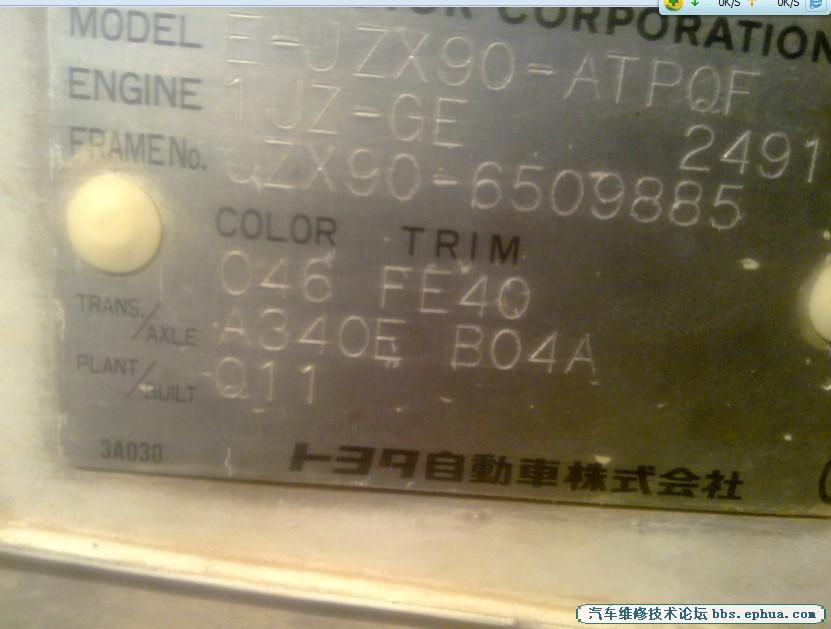 0K/S 0K/S
OR CORPORATION
MODEL E-JZX90-ATPQF
ENGINE 1JZ-GE 2491
FRAME No. JZX90-6509885
COLOR TRIM
046 FE40
TRANS./AXLE A340E B04A
PLANT/BUILT Q11
3A030 トヨタ自動車株式会社
汽车维修技术论坛 bbs.ephua.com